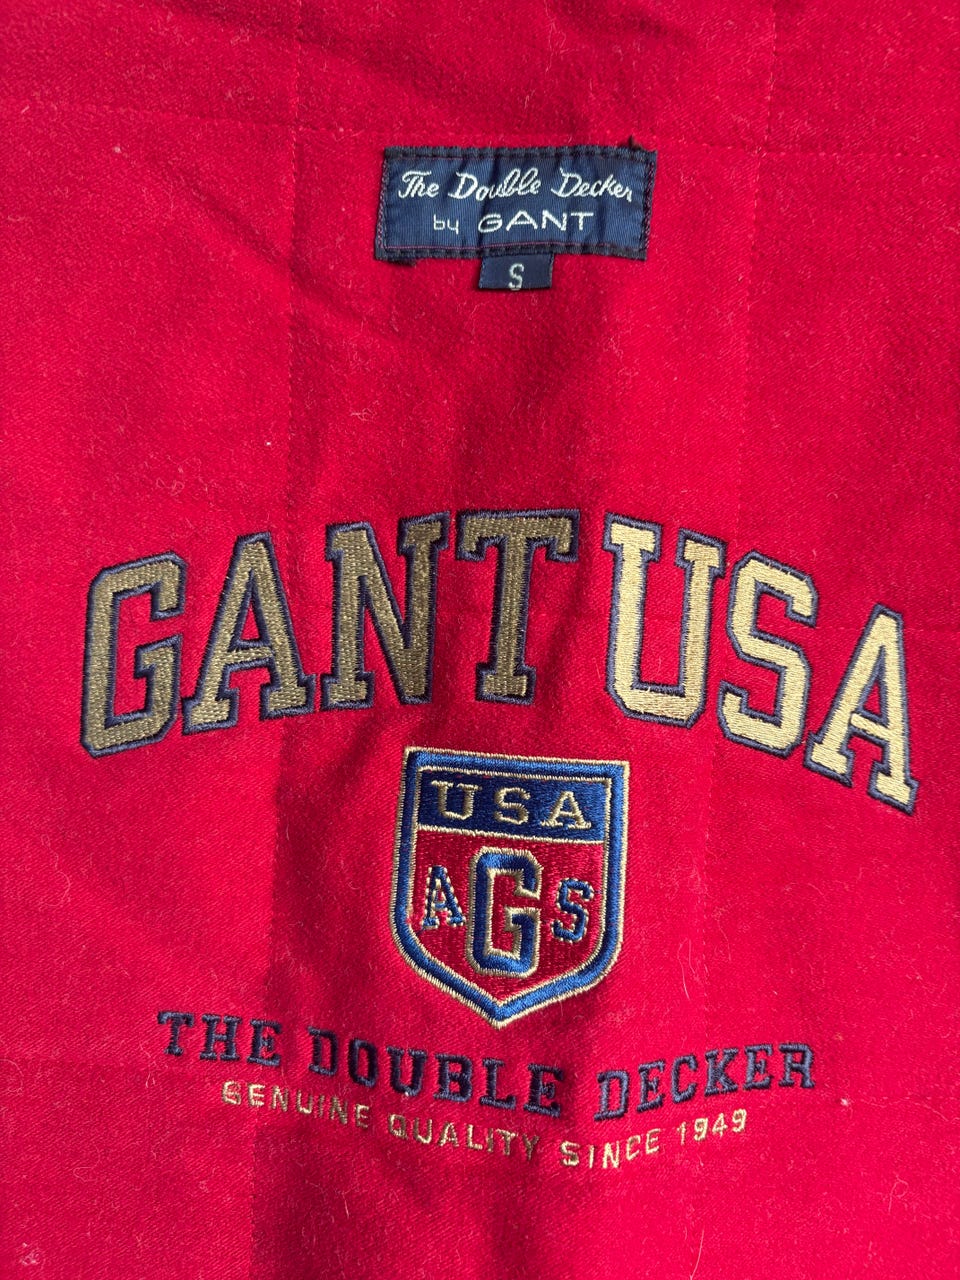 The Double Decker
by GANT
S
GANT USA
USA
AGS
THE DOUBLE DECKER
GENUINE QUALITY SINCE 1949